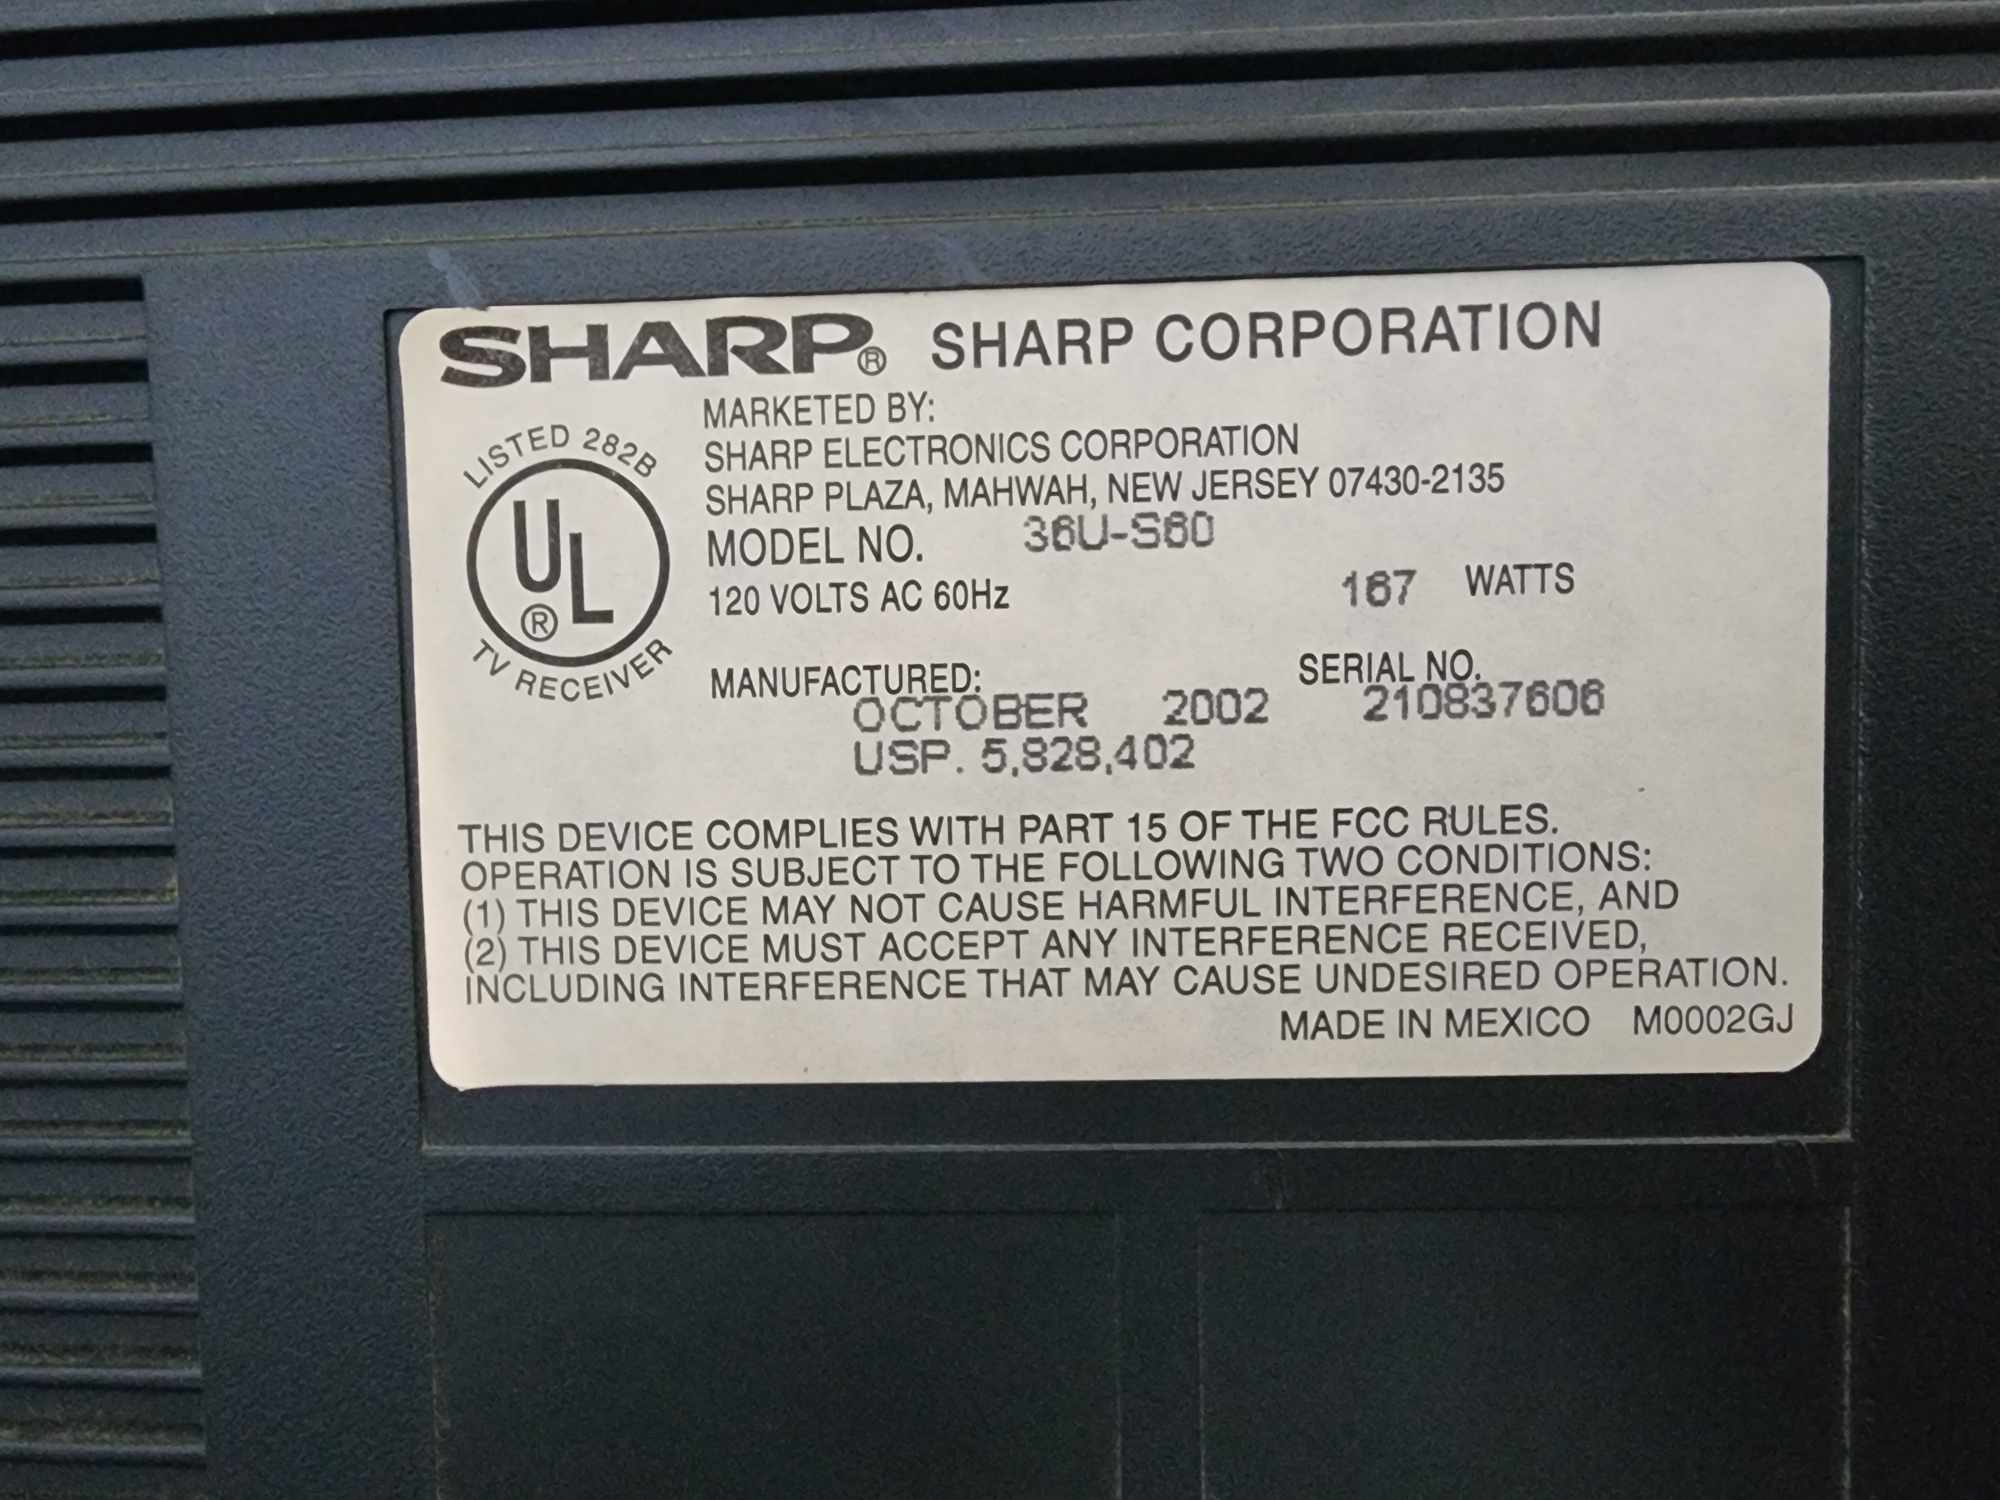 SHARP® SHARP CORPORATION
LISTED 282B
UL®
TV RECEIVER
MARKETED BY:
SHARP ELECTRONICS CORPORATION
SHARP PLAZA, MAHWAH, NEW JERSEY 07430-2135
MODEL NO. 36U-S60
120 VOLTS AC 60Hz 167 WATTS
MANUFACTURED: SERIAL NO.
OCTOBER 2002 210837606
USP. 5,828,402
THIS DEVICE COMPLIES WITH PART 15 OF THE FCC RULES.
OPERATION IS SUBJECT TO THE FOLLOWING TWO CONDITIONS:
(1) THIS DEVICE MAY NOT CAUSE HARMFUL INTERFERENCE, AND
(2) THIS DEVICE MUST ACCEPT ANY INTERFERENCE RECEIVED,
INCLUDING INTERFERENCE THAT MAY CAUSE UNDESIRED OPERATION.
MADE IN MEXICO M0002GJ